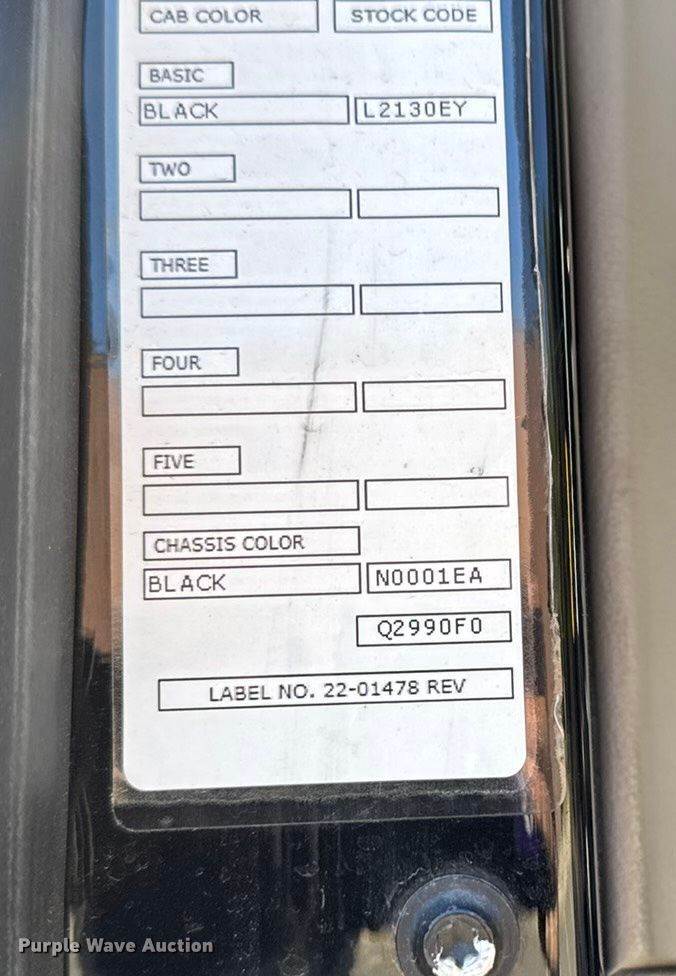 CAB COLOR STOCK CODE
BASIC
BLACK L2130EY
TWO
THREE
FOUR
FIVE
CHASSIS COLOR
BLACK N0001EA
Q2990F0
LABEL NO. 22-01478 REV
Purple Wave Auction